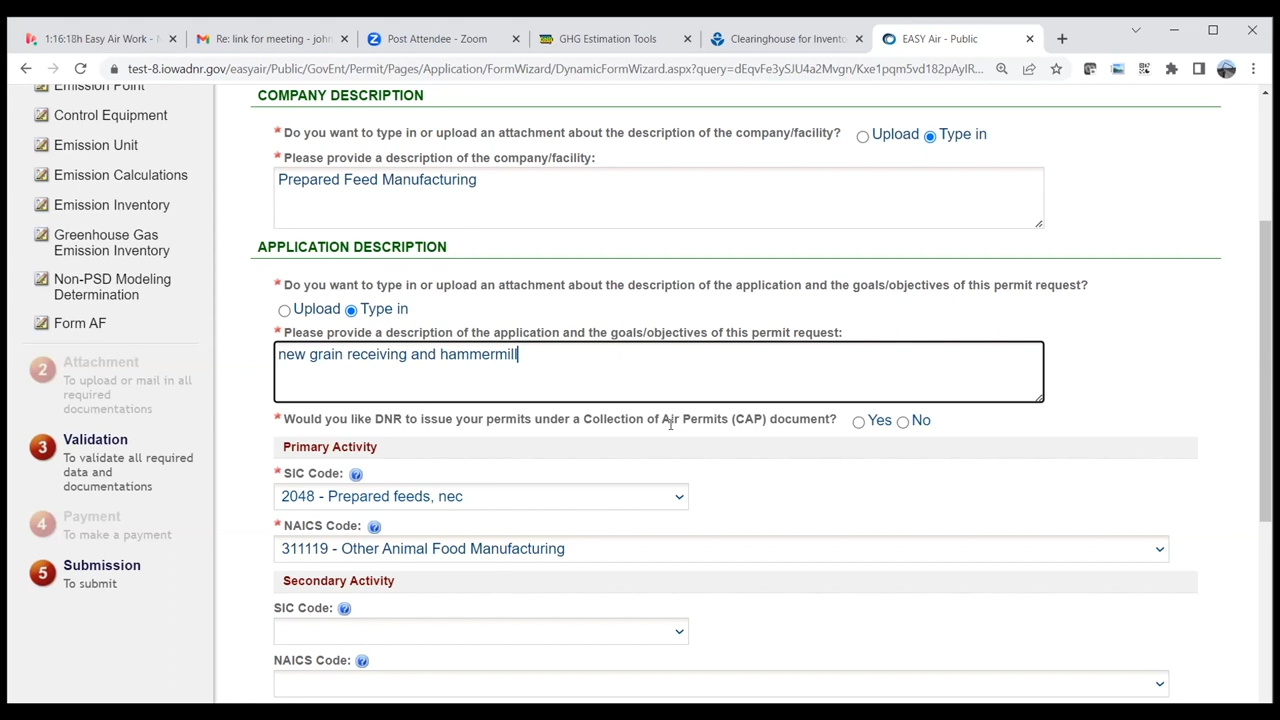 1:16:18h Easy Air Work -
Re: link for meeting - john
Post Attendee - Zoom
GHG Estimation Tools
Clearinghouse for Invento
EASY Air - Public
test-8.iowadnr.gov/easyair/Public/GovEnt/Permit/Pages/Application/FormWizard/DynamicFormWizard.aspx?query=dEqvFe3ySJU4a2Mvgn/Kxe1pqm5vd182pAyIR...
Emission Point
Control Equipment
Emission Unit
Emission Calculations
Emission Inventory
Greenhouse Gas
Emission Inventory
Non-PSD Modeling
Determination
Form AF
2 Attachment
To upload or mail in all
required
documentations
3 Validation
To validate all required
data and
documentations
4 Payment
To make a payment
5 Submission
To submit
COMPANY DESCRIPTION
* Do you want to type in or upload an attachment about the description of the company/facility? Upload Type in
* Please provide a description of the company/facility:
Prepared Feed Manufacturing
APPLICATION DESCRIPTION
* Do you want to type in or upload an attachment about the description of the application and the goals/objectives of this permit request?
Upload Type in
* Please provide a description of the application and the goals/objectives of this permit request:
new grain receiving and hammermill
* Would you like DNR to issue your permits under a Collection of Air Permits (CAP) document? Yes No
Primary Activity
* SIC Code: ?
2048 - Prepared feeds, nec
* NAICS Code: ?
311119 - Other Animal Food Manufacturing
Secondary Activity
SIC Code: ?
NAICS Code: ?